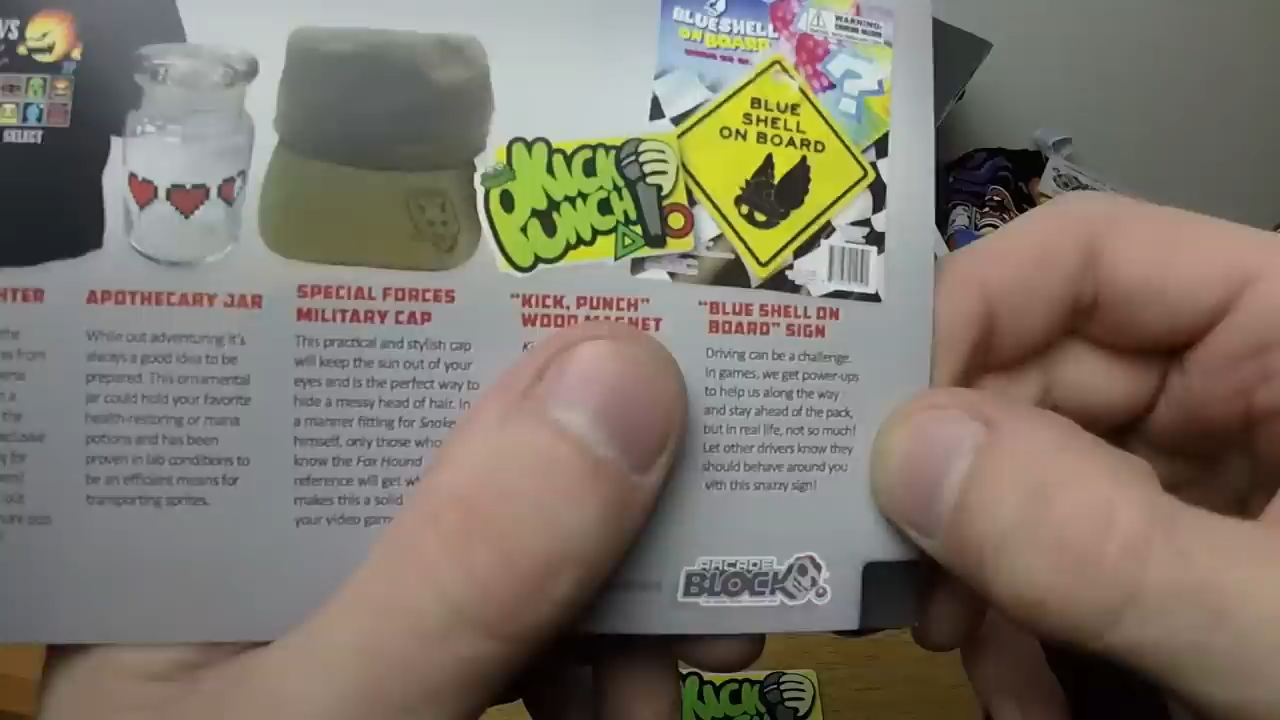 VS
SELECT
BLUE SHELL
ON BOARD
WARNING:
BLUE
SHELL
ON BOARD
KICK
PUNCH
HTER
the
from
the
for
APOTHECARY JAR
While out adventuring it's
always a good idea to be
prepared. This ornamental
jar could hold your favorite
health-restoring or mana
potions and has been
proven in lab conditions to
be an efficient means for
transporting sprites.
SPECIAL FORCES
MILITARY CAP
This practical and stylish cap
will keep the sun out of your
eyes and is the perfect way to
hide a messy head of hair. In
a manner fitting for Snake
himself, only those who
know the Fox Hound
reference will get
makes this a solid
your video
"KICK, PUNCH"
WOOD MAGNET
"BLUE SHELL ON
BOARD" SIGN
Driving can be a challenge.
In games, we get power-ups
to help us along the way
and stay ahead of the pack,
but in real life, not so much!
Let other drivers know they
should behave around you
with this snazzy sign!
ARCADE
BLOCK
KICK